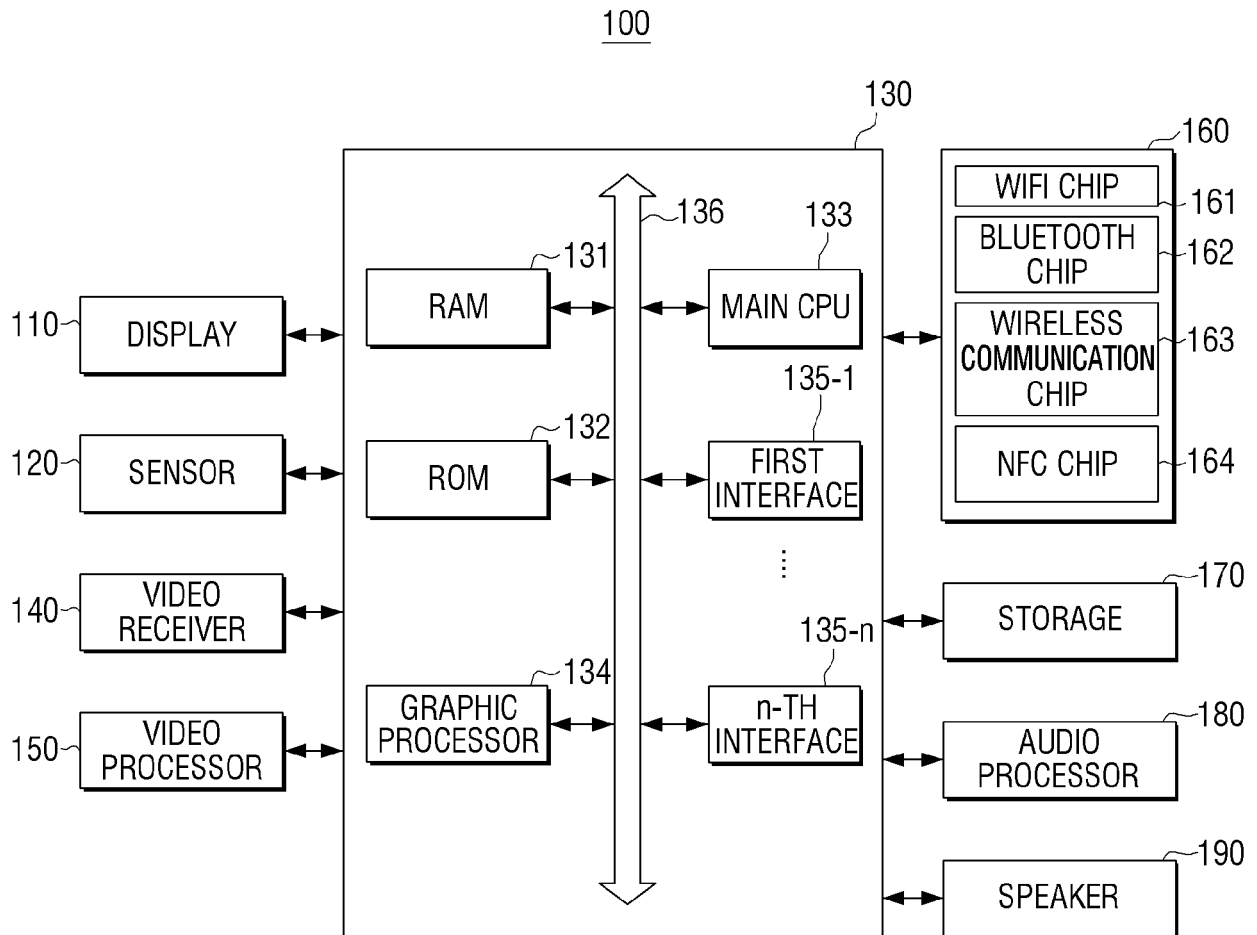 100
130
160
WIFI CHIP
161
136
133
BLUETOOTH
CHIP
162
131
RAM
MAIN CPU
110
DISPLAY
WIRELESS
COMMUNICATION
CHIP
163
135-1
132
120
SENSOR
ROM
FIRST
INTERFACE
NFC CHIP
164
140
VIDEO
RECEIVER
170
STORAGE
135-n
134
GRAPHIC
PROCESSOR
n-TH
INTERFACE
150
VIDEO
PROCESSOR
180
AUDIO
PROCESSOR
190
SPEAKER